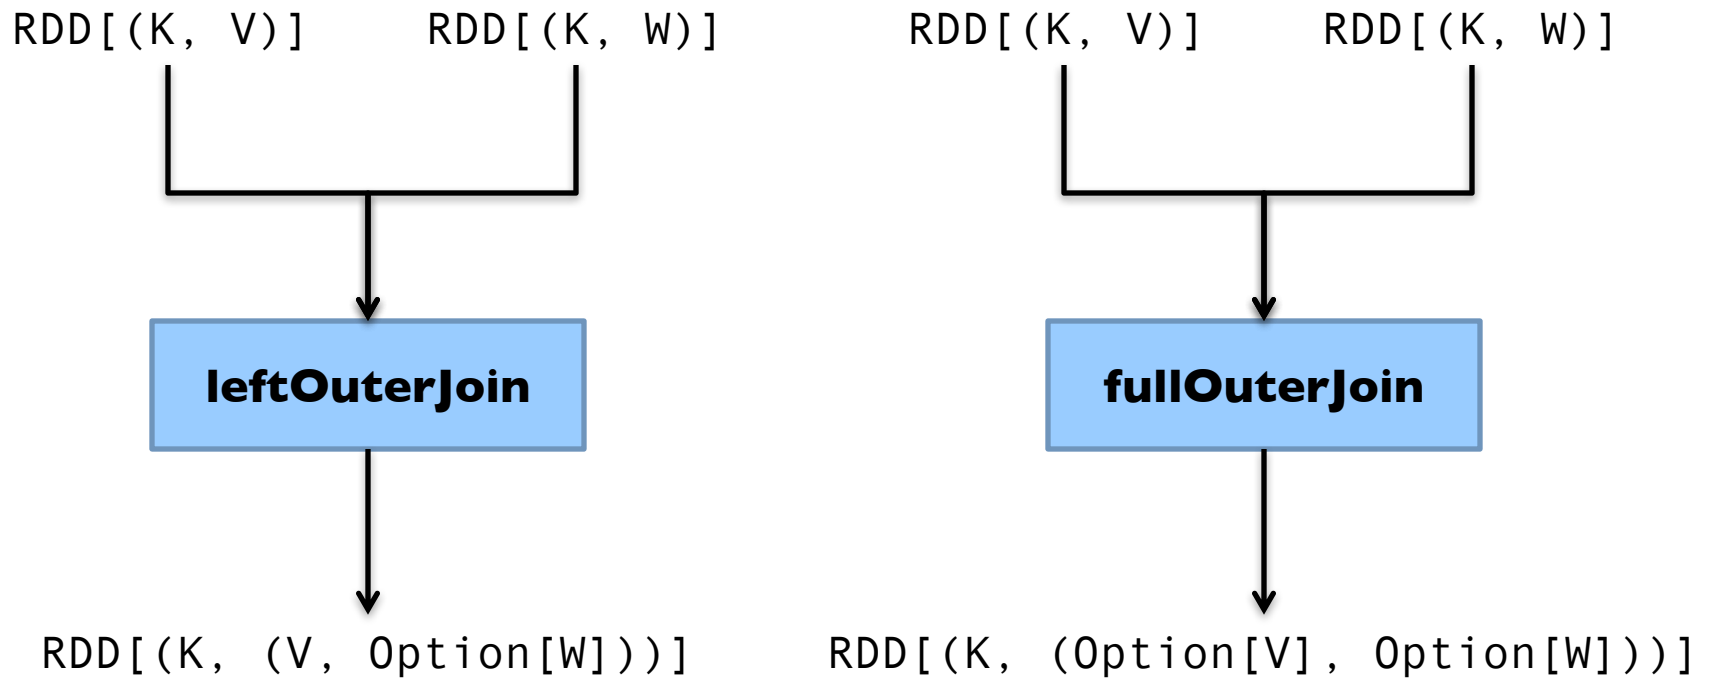 RDD[(K, V)] RDD[(K, W)] RDD[(K, V)] RDD[(K, W)]
leftOuterJoin fullOuterJoin
RDD[(K, (V, Option[W]))] RDD[(K, (Option[V], Option[W]))]